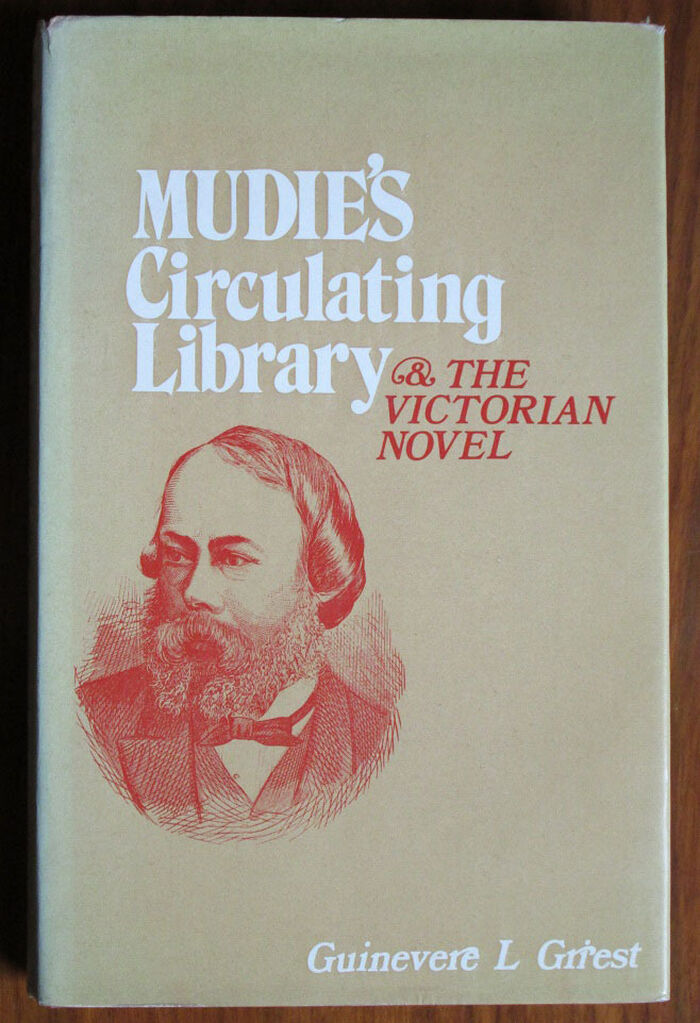 MUDIE'S
Circulating
Library
& THE
VICTORIAN
NOVEL
Guinevere L Griest